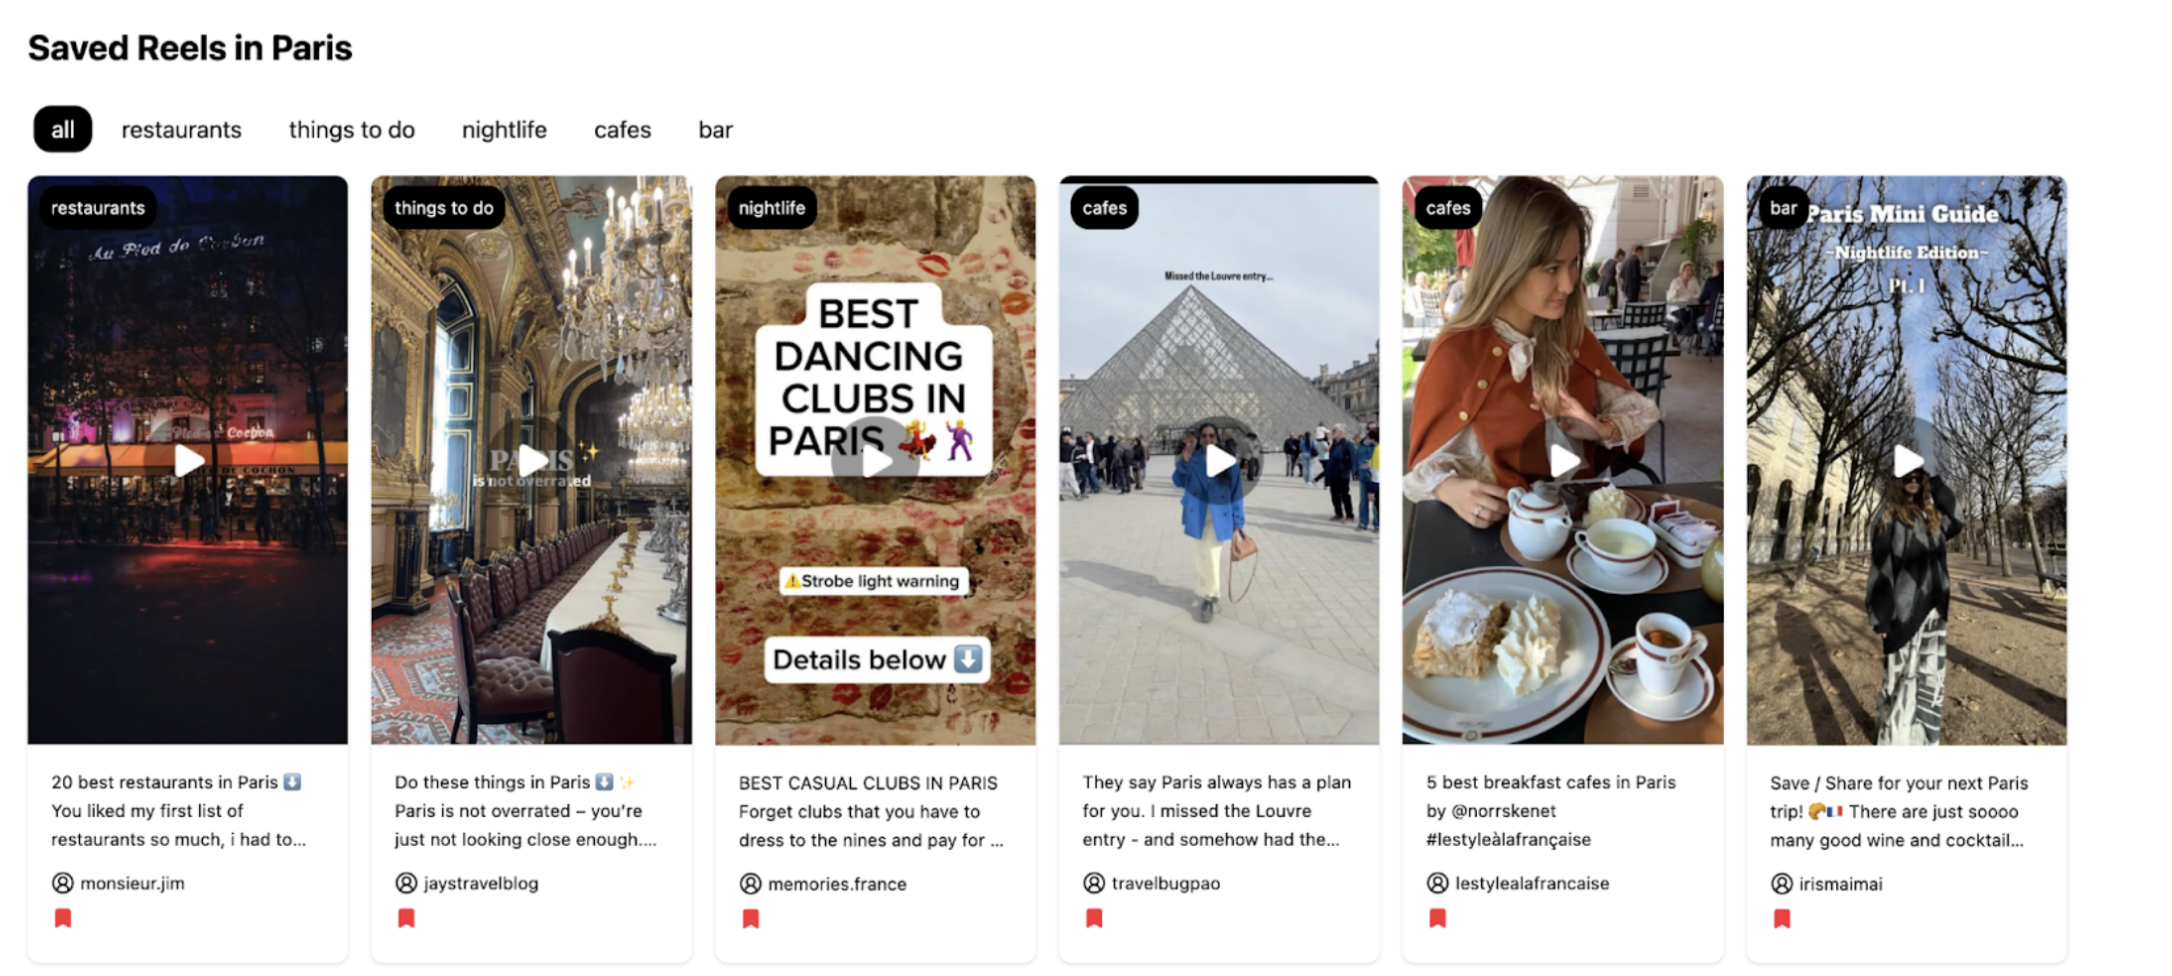 Saved Reels in Paris
all
restaurants
things to do
nightlife
cafes
bar
restaurants
Au Pied de Cochon
Pied de Cochon
DE COCHON
20 best restaurants in Paris ⬇️
You liked my first list of
restaurants so much, i had to...
monsieur.jim
things to do
PARIS ✨
is not overrated
Do these things in Paris ⬇️ ✨
Paris is not overrated – you’re
just not looking close enough....
jaystravelblog
nightlife
BEST
DANCING
CLUBS IN
PARIS 💃🕺
⚠️Strobe light warning
Details below ⬇️
BEST CASUAL CLUBS IN PARIS
Forget clubs that you have to
dress to the nines and pay for ...
memories.france
cafes
Missed the Louvre entry...
They say Paris always has a plan
for you. I missed the Louvre
entry - and somehow had the...
travelbugpao
cafes
5 best breakfast cafes in Paris
by @norrskenet
#lestyleàlafrançaise
lestylealafrancaise
bar
Paris Mini Guide
~Nightlife Edition~
Pt. 1
Save / Share for your next Paris
trip! 🥐🇫🇷 There are just soooo
many good wine and cocktail...
irismaimai